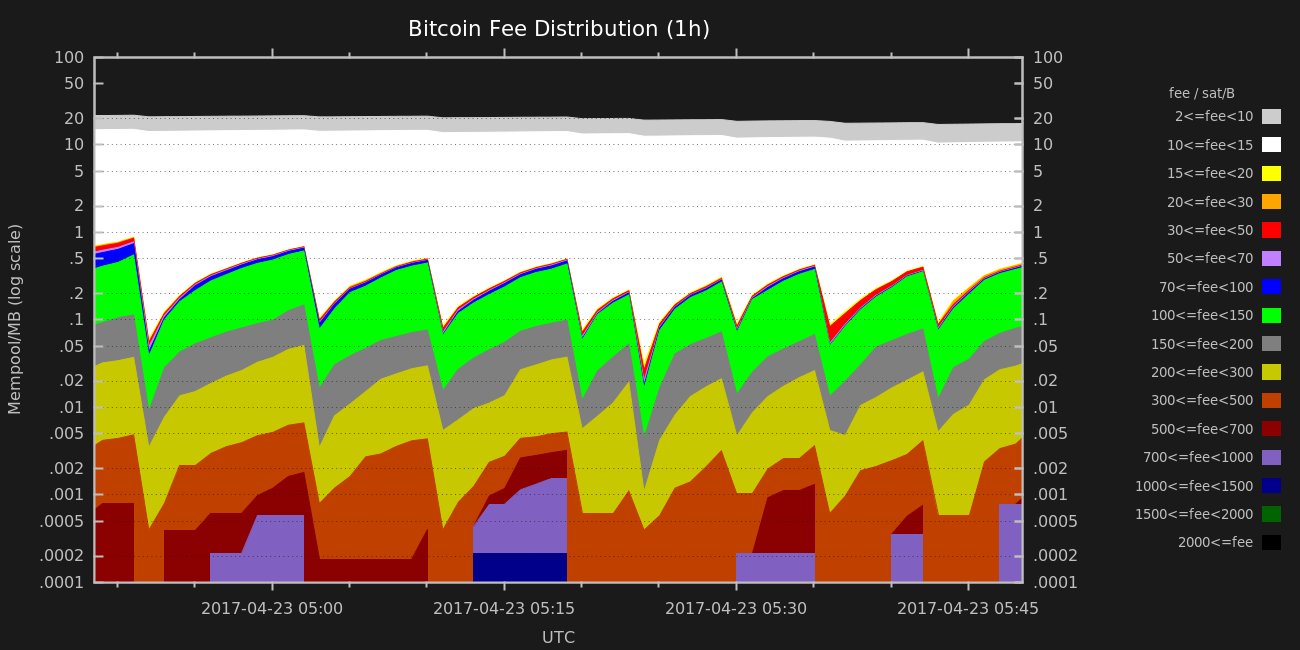 Bitcoin Fee Distribution (1h)
100
50
20
10
5
2
1
.5
.2
.1
.05
.02
.01
.005
.002
.001
.0005
.0002
.0001
Mempool/MB (log scale)
100
50
20
10
5
2
1
.5
.2
.1
.05
.02
.01
.005
.002
.001
.0005
.0002
.0001
2017-04-23 05:00
2017-04-23 05:15
2017-04-23 05:30
2017-04-23 05:45
UTC
fee / sat/B
2<=fee<10
10<=fee<15
15<=fee<20
20<=fee<30
30<=fee<50
50<=fee<70
70<=fee<100
100<=fee<150
150<=fee<200
200<=fee<300
300<=fee<500
500<=fee<700
700<=fee<1000
1000<=fee<1500
1500<=fee<2000
2000<=fee